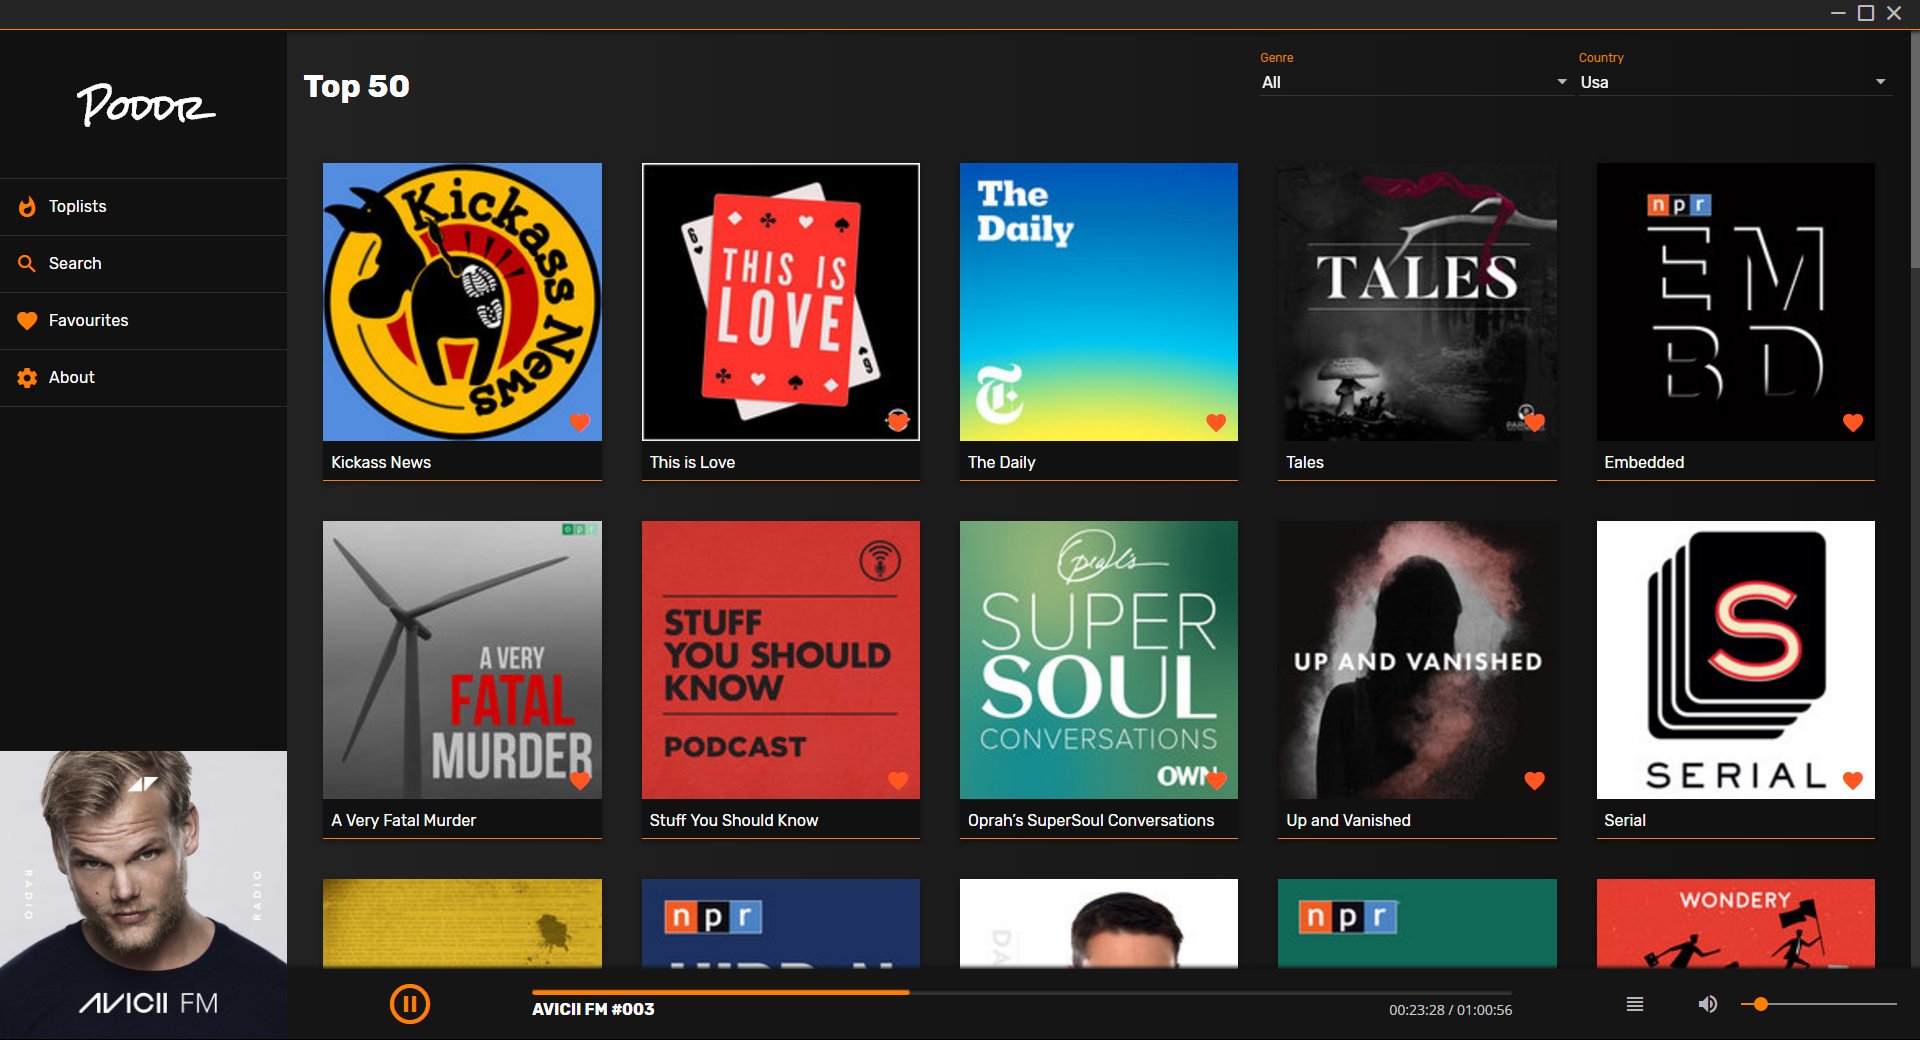 PODDR
Toplists
Search
Favourites
About
Top 50
Genre
All
Country
Usa
Kickass News
Kickass News
6
THIS IS
LOVE
6
This is Love
The
Daily
T
The Daily
TALES
Tales
npr
EM
BD
Embedded
opr
A VERY
FATAL
MURDER
A Very Fatal Murder
STUFF
YOU SHOULD
KNOW
PODCAST
Stuff You Should Know
Oprah's
SUPER
SOUL
CONVERSATIONS
OWN
Oprah’s SuperSoul Conversations
UP AND VANISHED
Up and Vanished
S
SERIAL
Serial
npr
DA
npr
WONDERY
RADIO
RADIO
AVICII FM
AVICII FM #003
00:23:28 / 01:00:56